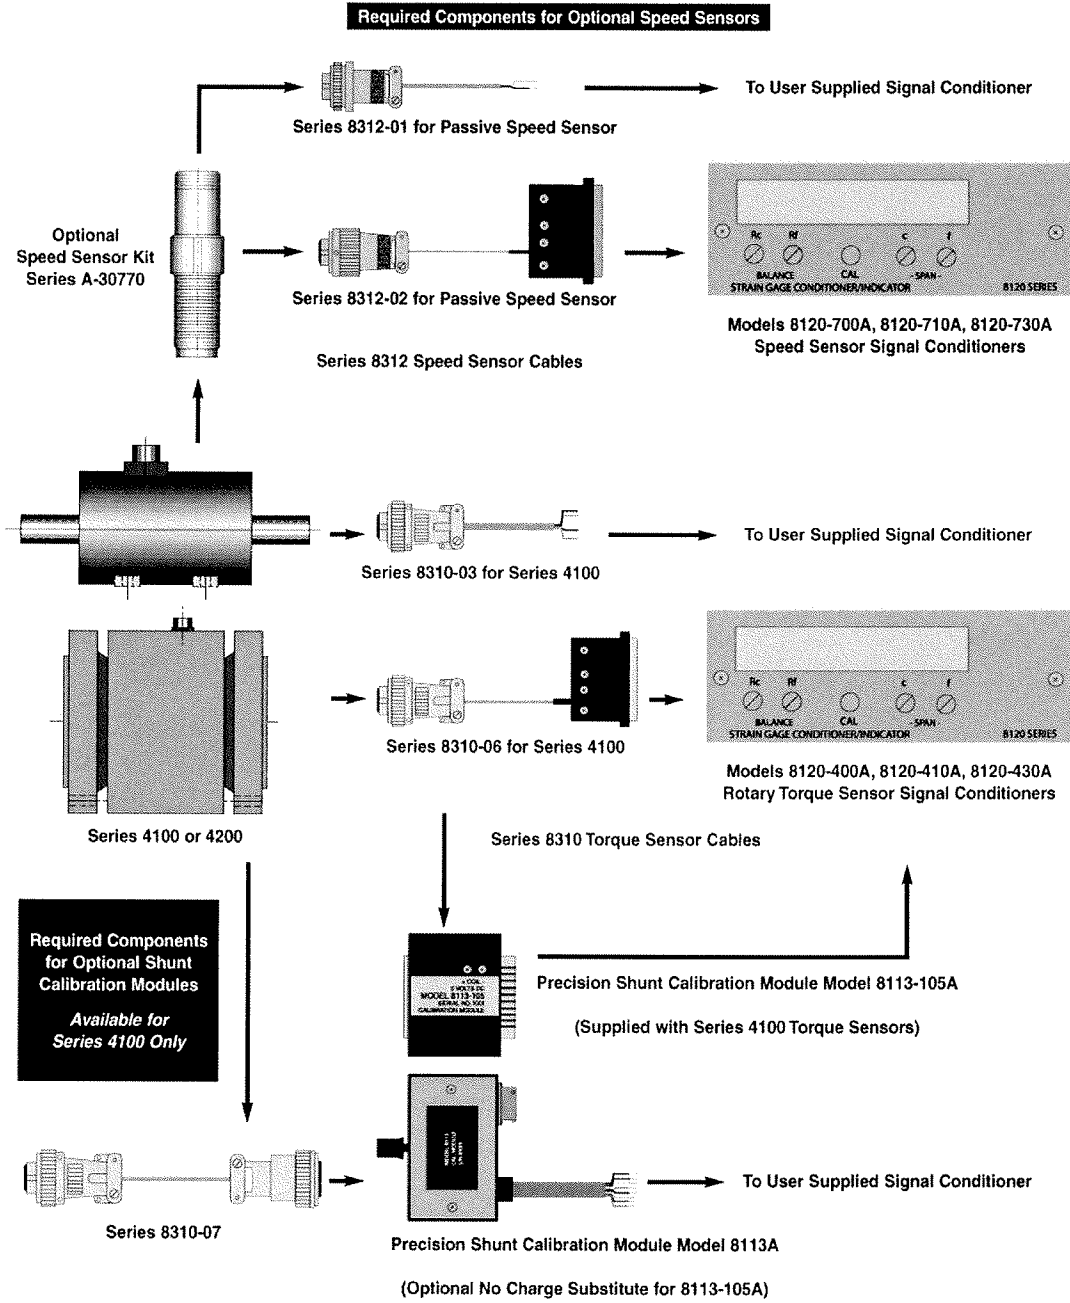 Required Components for Optional Speed Sensors
To User Supplied Signal Conditioner
Series 8312-01 for Passive Speed Sensor
Optional
Speed Sensor Kit
Series A-30770
Rc Rf c f
BALANCE CAL - SPAN -
STRAIN GAGE CONDITIONER/INDICATOR 8120 SERIES
Series 8312-02 for Passive Speed Sensor
Models 8120-700A, 8120-710A, 8120-730A
Speed Sensor Signal Conditioners
Series 8312 Speed Sensor Cables
To User Supplied Signal Conditioner
Series 8310-03 for Series 4100
Rc Rf c f
BALANCE CAL - SPAN -
STRAIN GAGE CONDITIONER/INDICATOR 8120 SERIES
Series 8310-06 for Series 4100
Models 8120-400A, 8120-410A, 8120-430A
Rotary Torque Sensor Signal Conditioners
Series 4100 or 4200
Series 8310 Torque Sensor Cables
Required Components
for Optional Shunt
Calibration Modules
Available for
Series 4100 Only
MODEL 8113-105
CALIBRATION MODULE
Precision Shunt Calibration Module Model 8113-105A
(Supplied with Series 4100 Torque Sensors)
To User Supplied Signal Conditioner
Series 8310-07
Precision Shunt Calibration Module Model 8113A
(Optional No Charge Substitute for 8113-105A)